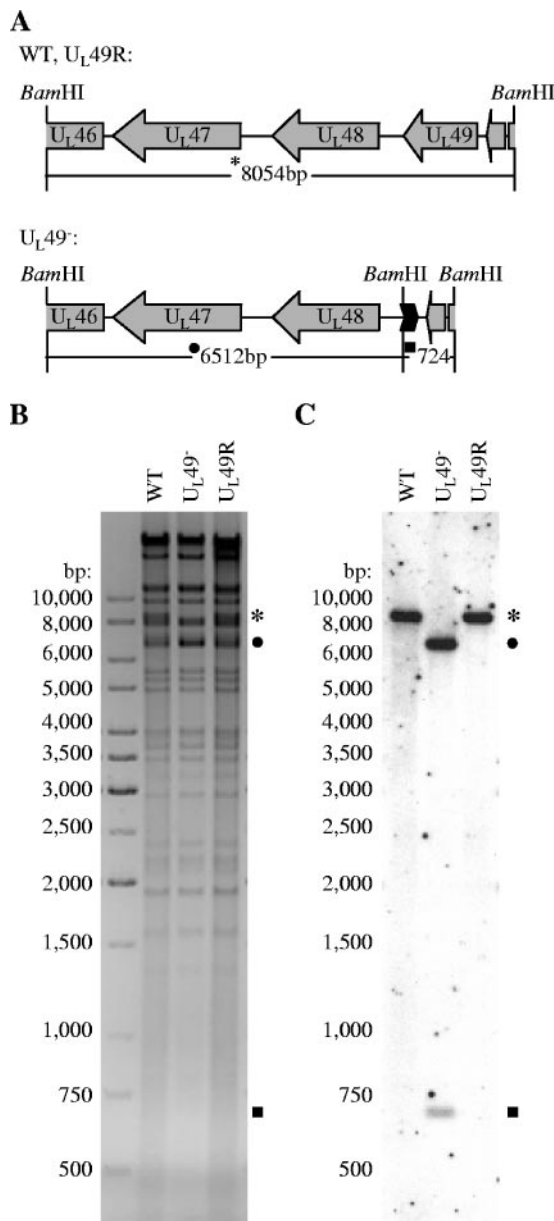 A
WT, UL49R:
BamHI BamHI
UL46 UL47 UL48 UL49
* 8054bp
UL49-:
BamHI BamHI BamHI
UL46 UL47 UL48
● 6512bp ■ 724
B
WT UL49- UL49R
bp:
10,000
8,000 *
6,000 ●
5,000
4,000
3,500
3,000
2,500
2,000
1,500
1,000
750 ■
500
C
WT UL49- UL49R
bp:
10,000
8,000 *
6,000 ●
5,000
4,000
3,500
3,000
2,500
2,000
1,500
1,000
750 ■
500